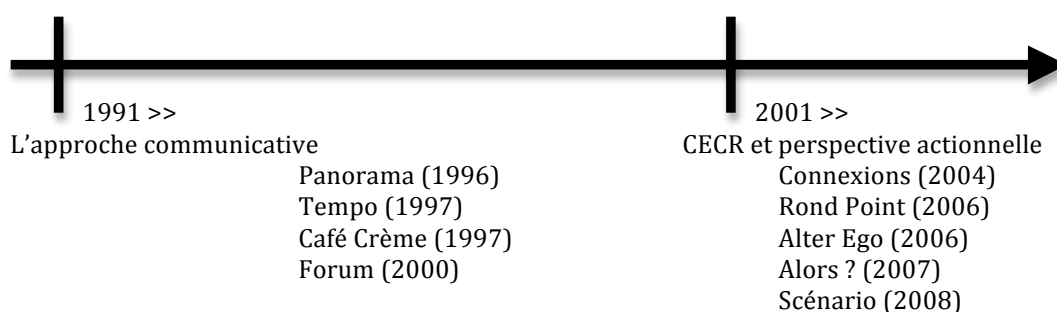 1991 >>
L'approche communicative
Panorama (1996)
Tempo (1997)
Café Crème (1997)
Forum (2000)
2001 >>
CECR et perspective actionnelle
Connexions (2004)
Rond Point (2006)
Alter Ego (2006)
Alors ? (2007)
Scénario (2008)